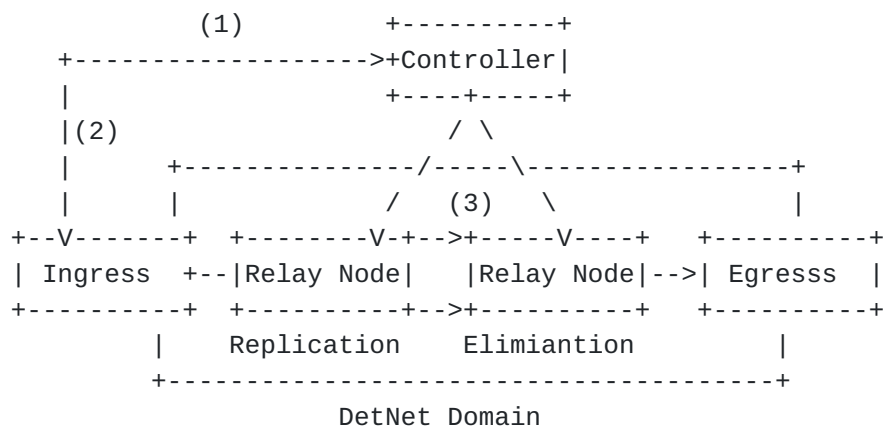 (1)
Controller
(2)
(3)
Ingress Relay Node Relay Node Egresss
Replication Elimiantion
DetNet Domain